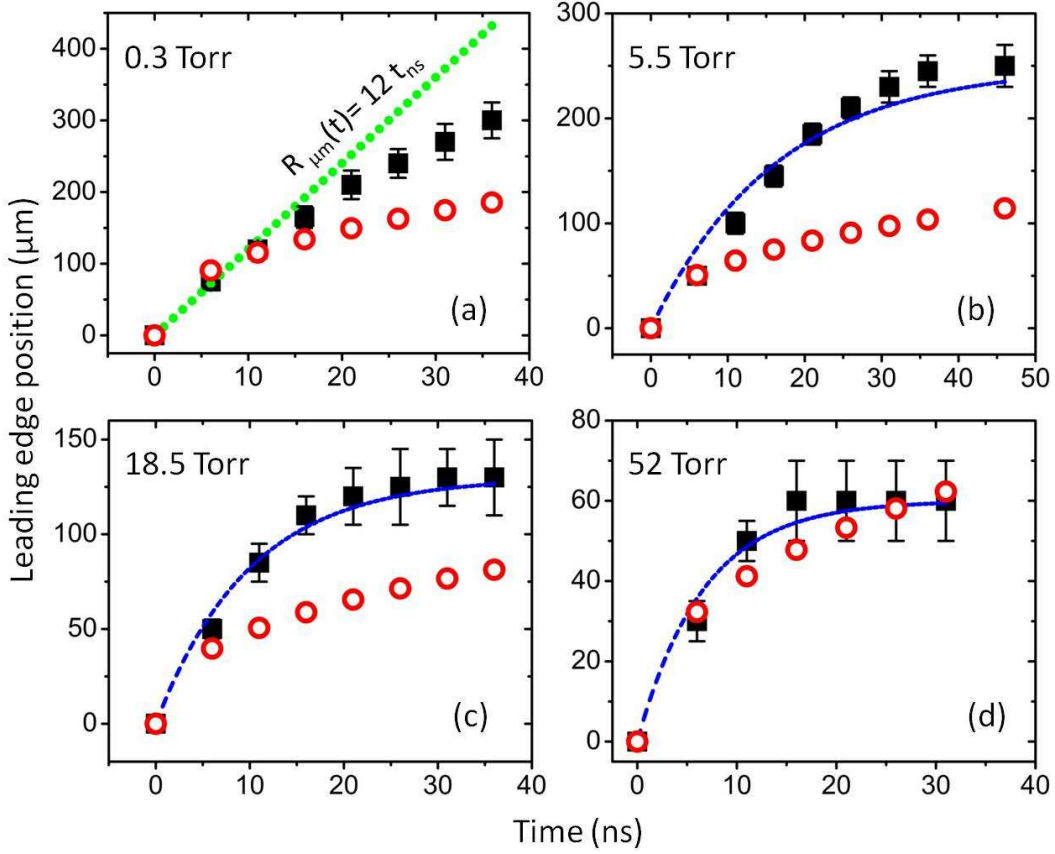 Leading edge position (μm)
0.3 Torr
R μm(t)= 12 tns
(a)
400
300
200
100
0
0 10 20 30 40
5.5 Torr
(b)
300
200
100
0
0 10 20 30 40 50
18.5 Torr
(c)
150
100
50
0
0 10 20 30 40
52 Torr
(d)
80
60
40
20
0
0 10 20 30 40
Time (ns)